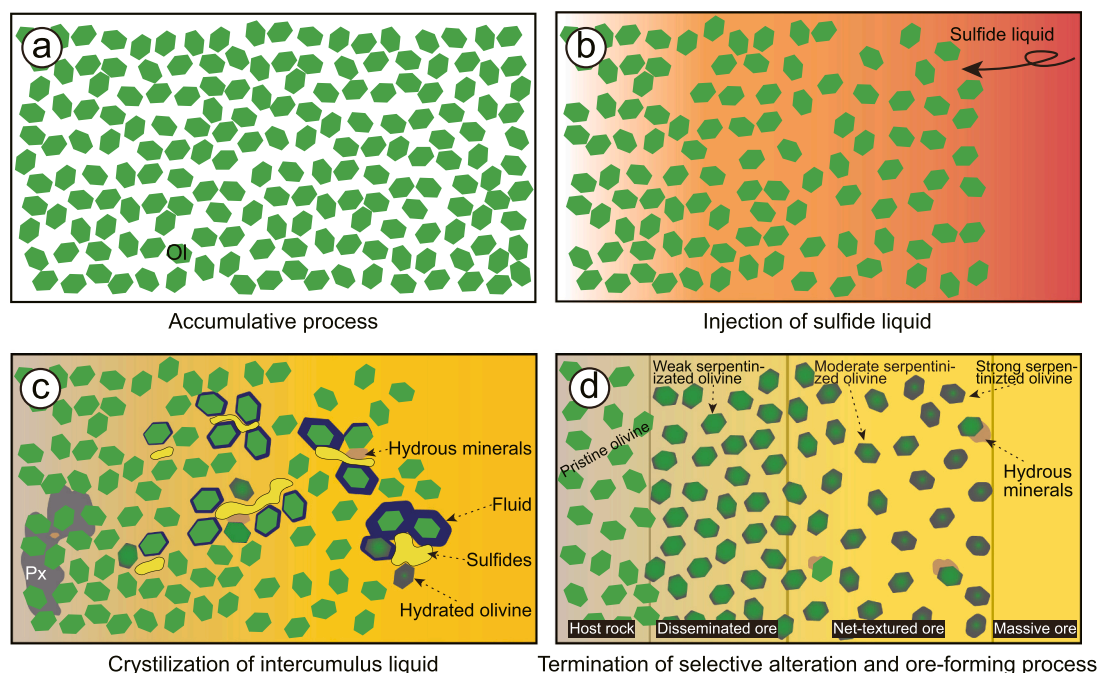 a
Ol
Accumulative process
b
Sulfide liquid
Injection of sulfide liquid
c
Hydrous minerals
Fluid
Sulfides
Px
Hydrated olivine
Crystilization of intercumulus liquid
d
Weak serpentin-
izated olivine
Moderate serpentini-
zed olivine
Strong serpen-
tinizted olivine
Pristine olivine
Hydrous
minerals
Host rock
Disseminated ore
Net-textured ore
Massive ore
Termination of selective alteration and ore-forming process